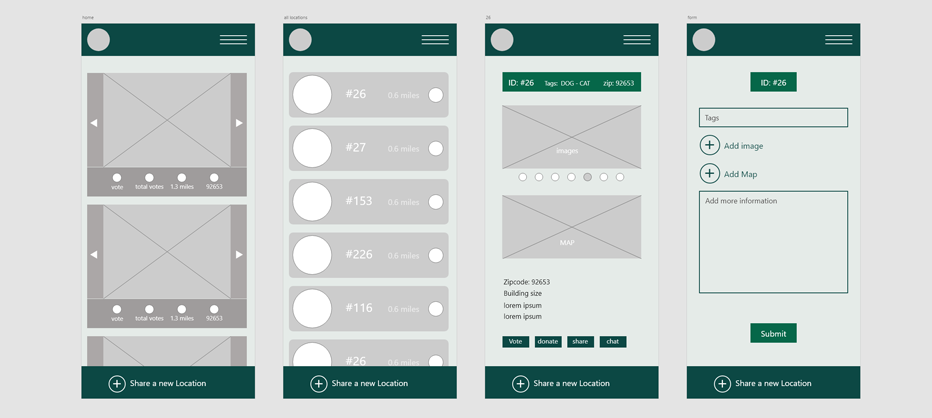 Home
all locations
26
form
vote
total votes
1.3 miles
92653
vote
total votes
1.3 miles
92653
Share a new Location
#26
0.6 miles
#27
0.6 miles
#153
0.6 miles
#226
0.6 miles
#116
0.6 miles
#26
0.6 miles
Share a new Location
ID: #26 Tags: DOG - CAT zip: 92653
Images
MAP
Zipcode: 92653
Building size
lorem ipsum
lorem ipsum
Vote
donate
share
chat
Share a new Location
ID: #26
Tags
Add image
Add Map
Add more information
Submit
Share a new Location